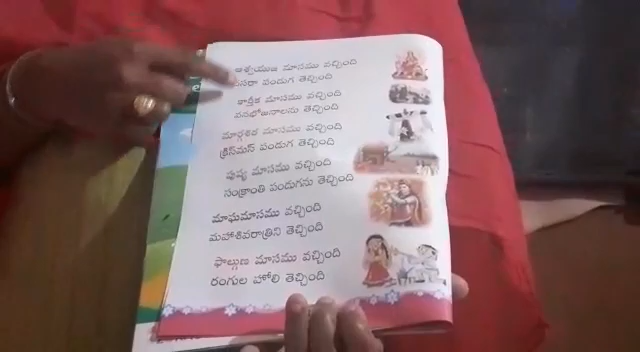 ఆశ్వయుజ మాసము వచ్చింది
దసరా పండుగ తెచ్చింది
కార్తీక మాసము వచ్చింది
వనభోజనాలను తెచ్చింది
మార్గశిర మాసము వచ్చింది
క్రిస్‌మస్ పండుగ తెచ్చింది
పుష్య మాసము వచ్చింది
సంక్రాంతి పండుగను తెచ్చింది
మాఘమాసము వచ్చింది
మహాశివరాత్రిని తెచ్చింది
ఫాల్గుణ మాసము వచ్చింది
రంగుల హోలి తెచ్చింది